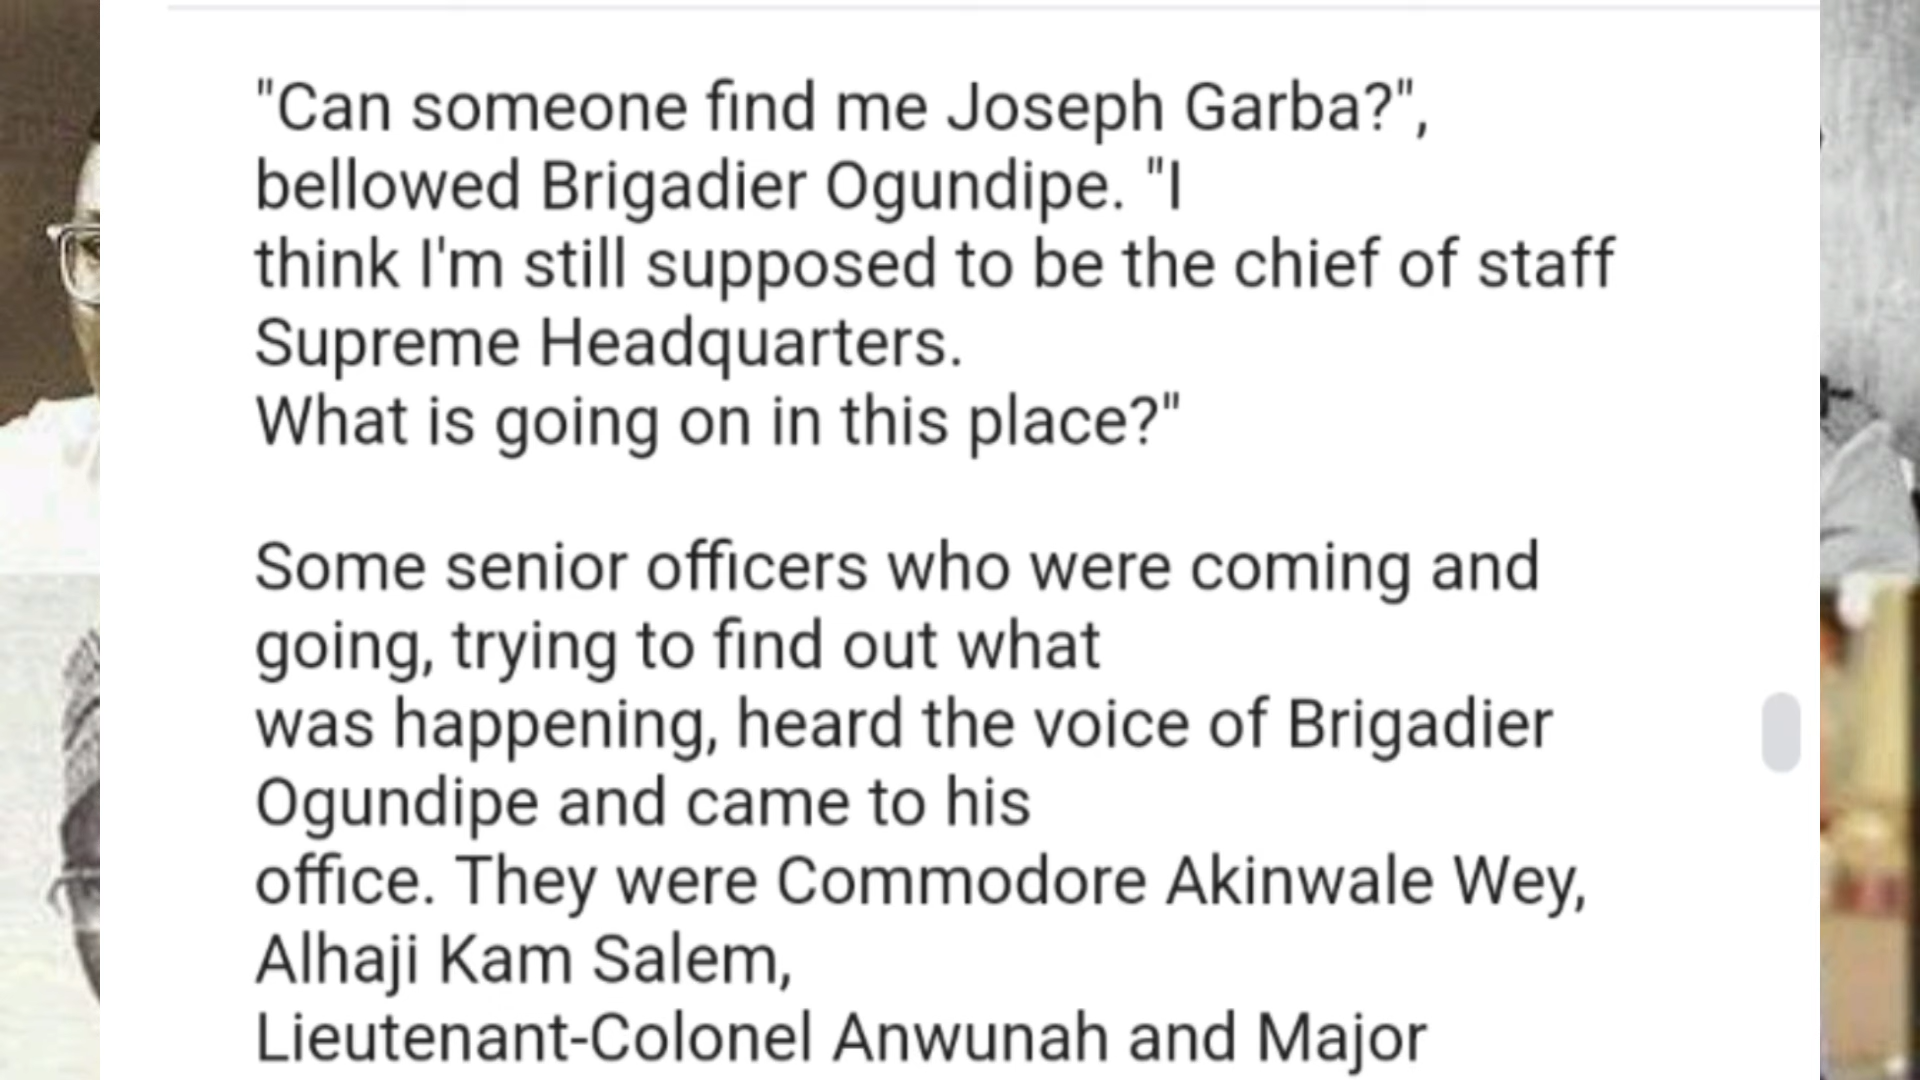 "Can someone find me Joseph Garba?",
bellowed Brigadier Ogundipe. "I
think I'm still supposed to be the chief of staff
Supreme Headquarters.
What is going on in this place?"
Some senior officers who were coming and
going, trying to find out what
was happening, heard the voice of Brigadier
Ogundipe and came to his
office. They were Commodore Akinwale Wey,
Alhaji Kam Salem,
Lieutenant-Colonel Anwunah and Major